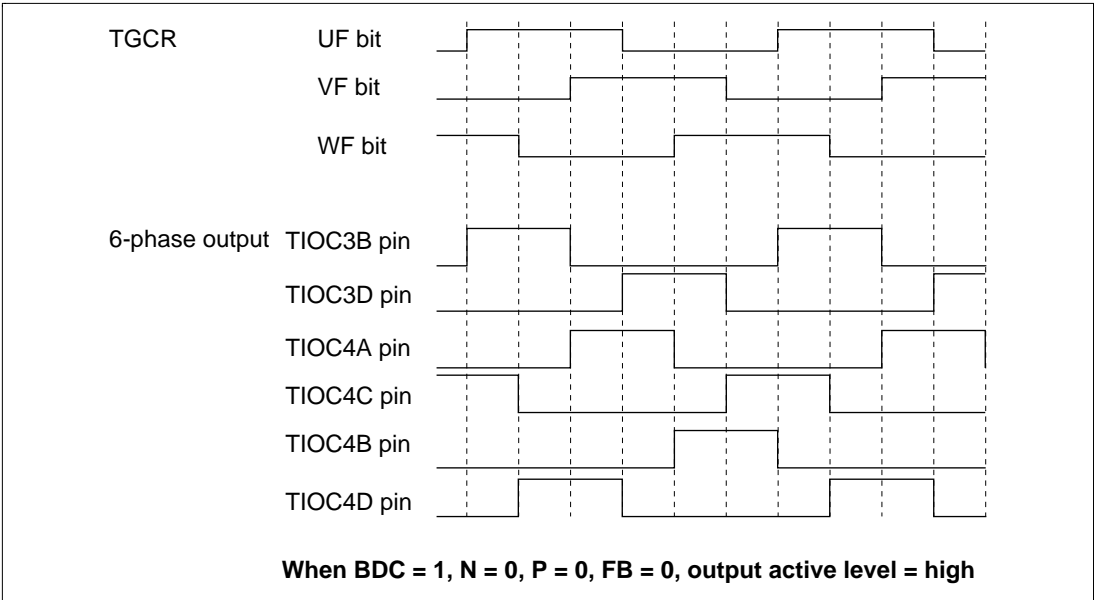 TGCR UF bit
VF bit
WF bit
6-phase output TIOC3B pin
TIOC3D pin
TIOC4A pin
TIOC4C pin
TIOC4B pin
TIOC4D pin
When BDC = 1, N = 0, P = 0, FB = 0, output active level = high